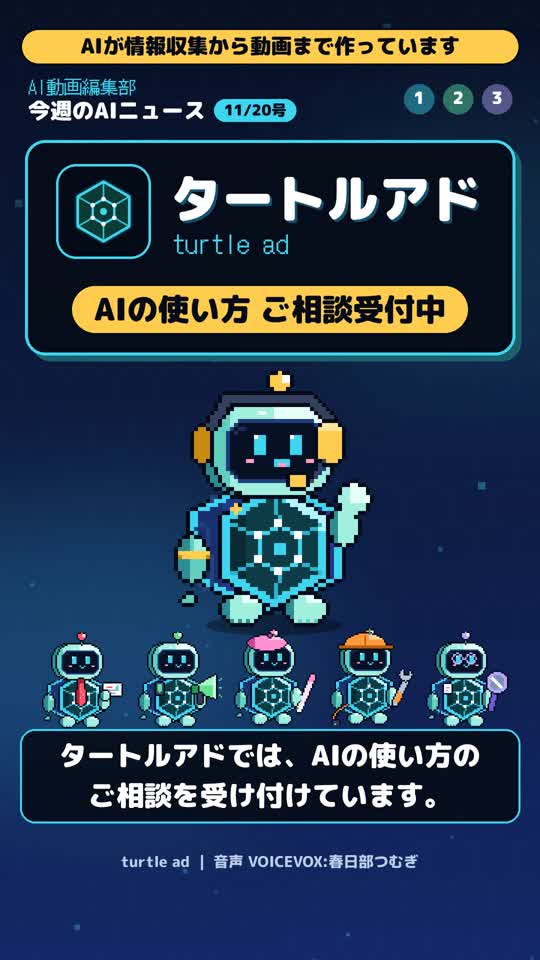 AIが情報収集から動画まで作っています
AI動画編集部
今週のAIニュース 11/20号
1 2 3
タートルアド
turtle ad
AIの使い方 ご相談受付中
タートルアドでは、AIの使い方の
ご相談を受け付けています。
turtle ad | 音声 VOICEVOX:春日部つむぎ